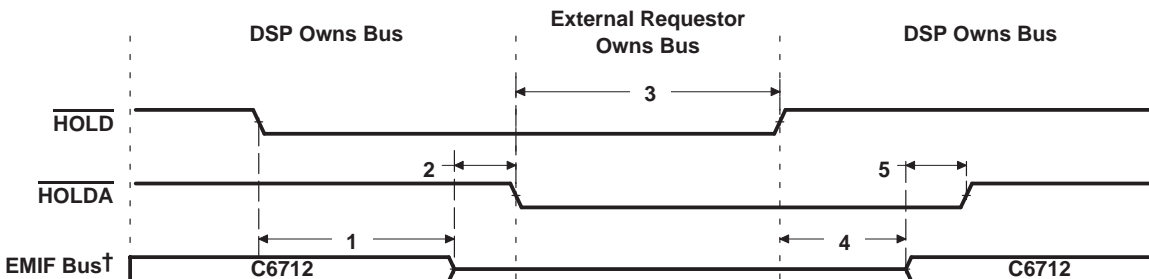 DSP Owns Bus
External Requestor
Owns Bus
DSP Owns Bus
3
HOLD
2
5
HOLDA
1
4
EMIF Bus†
C6712
C6712